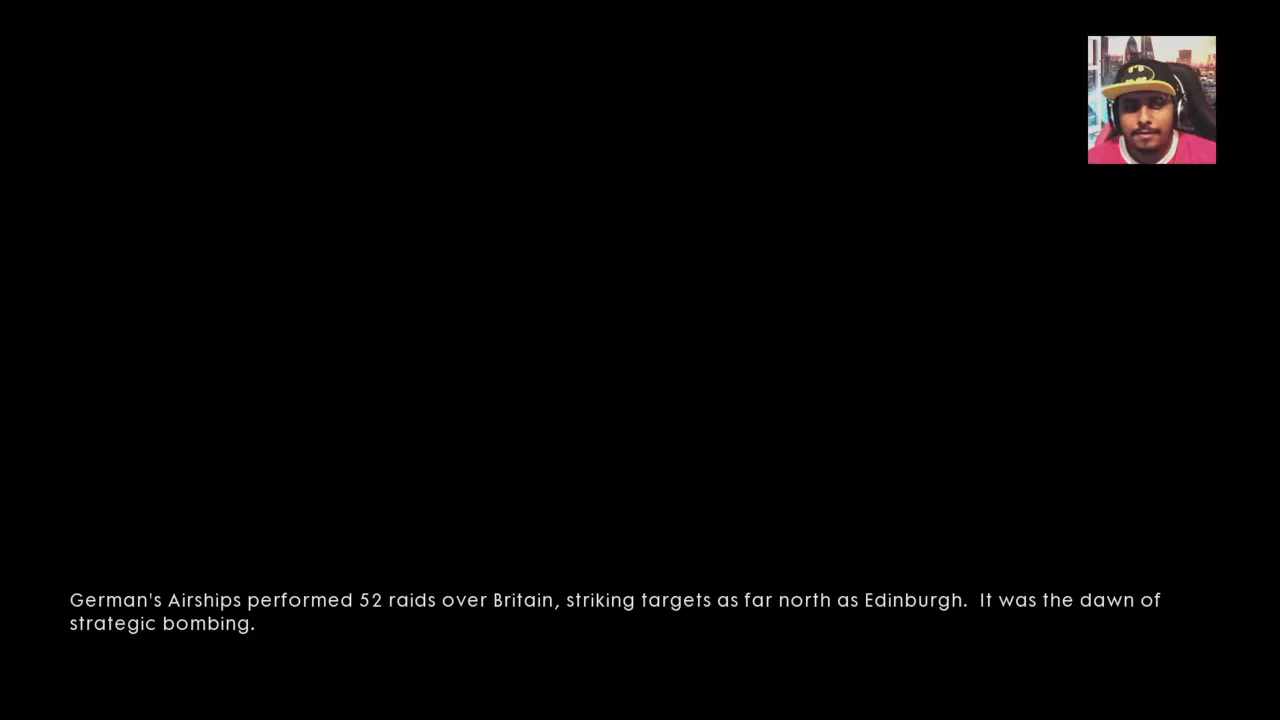 German's Airships performed 52 raids over Britain, striking targets as far north as Edinburgh.  It was the dawn of
strategic bombing.